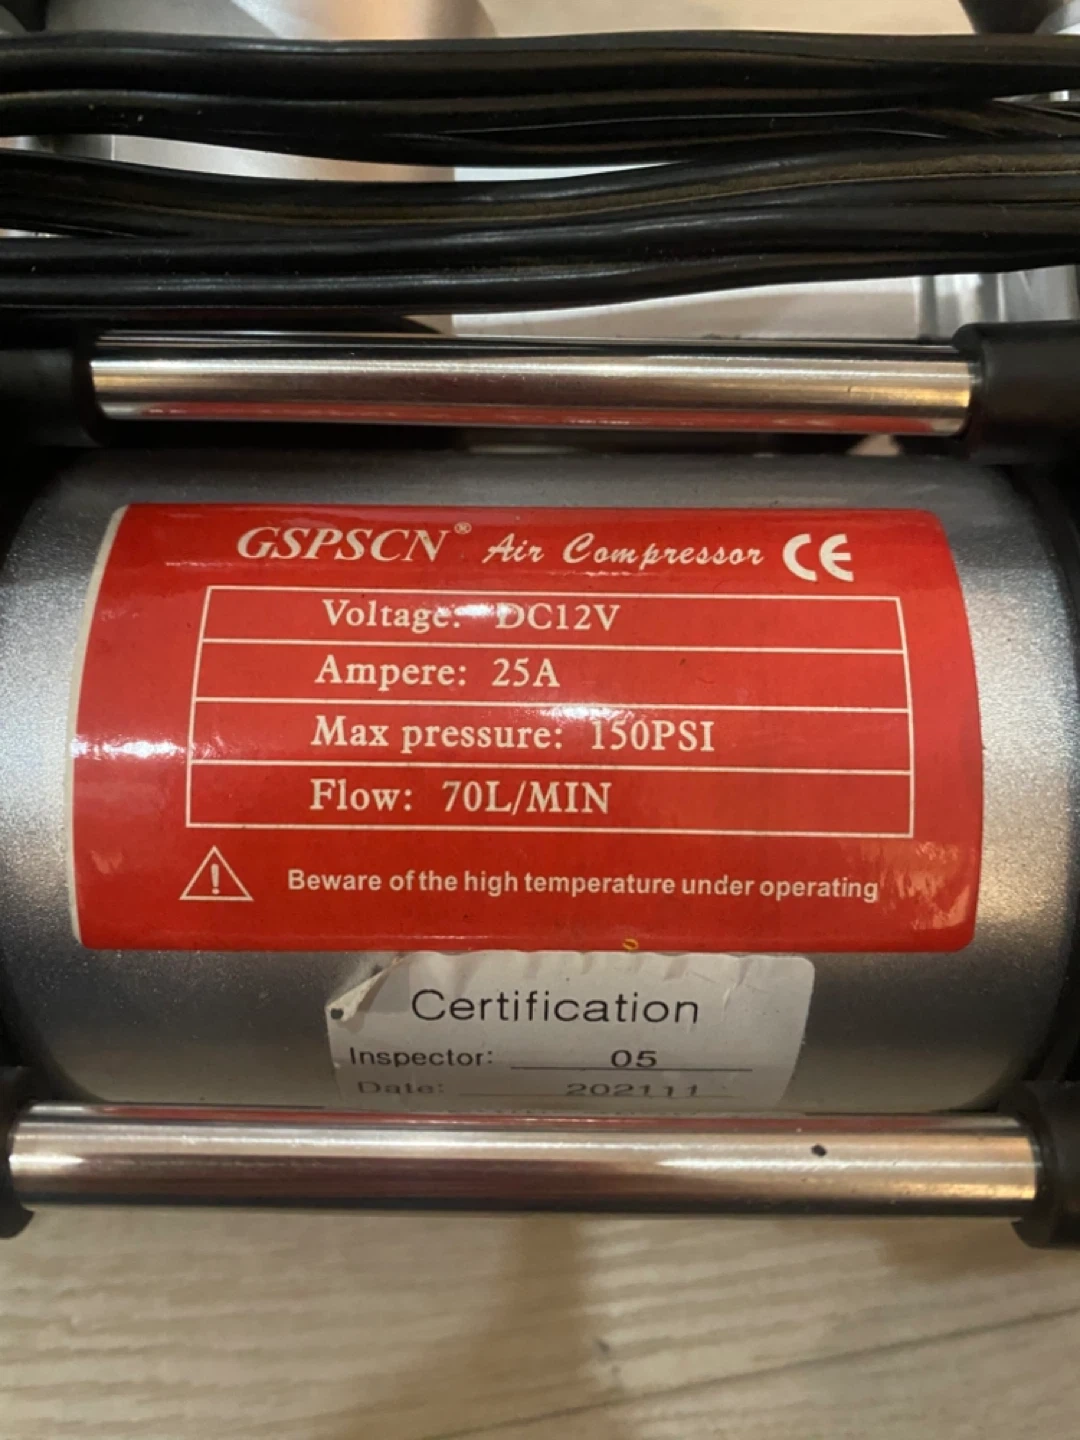 GSPSCN® Air Compressor CE
Voltage: DC12V
Ampere: 25A
Max pressure: 150PSI
Flow: 70L/MIN
! Beware of the high temperature under operating
Certification
Inspector: 05
Date: 202111